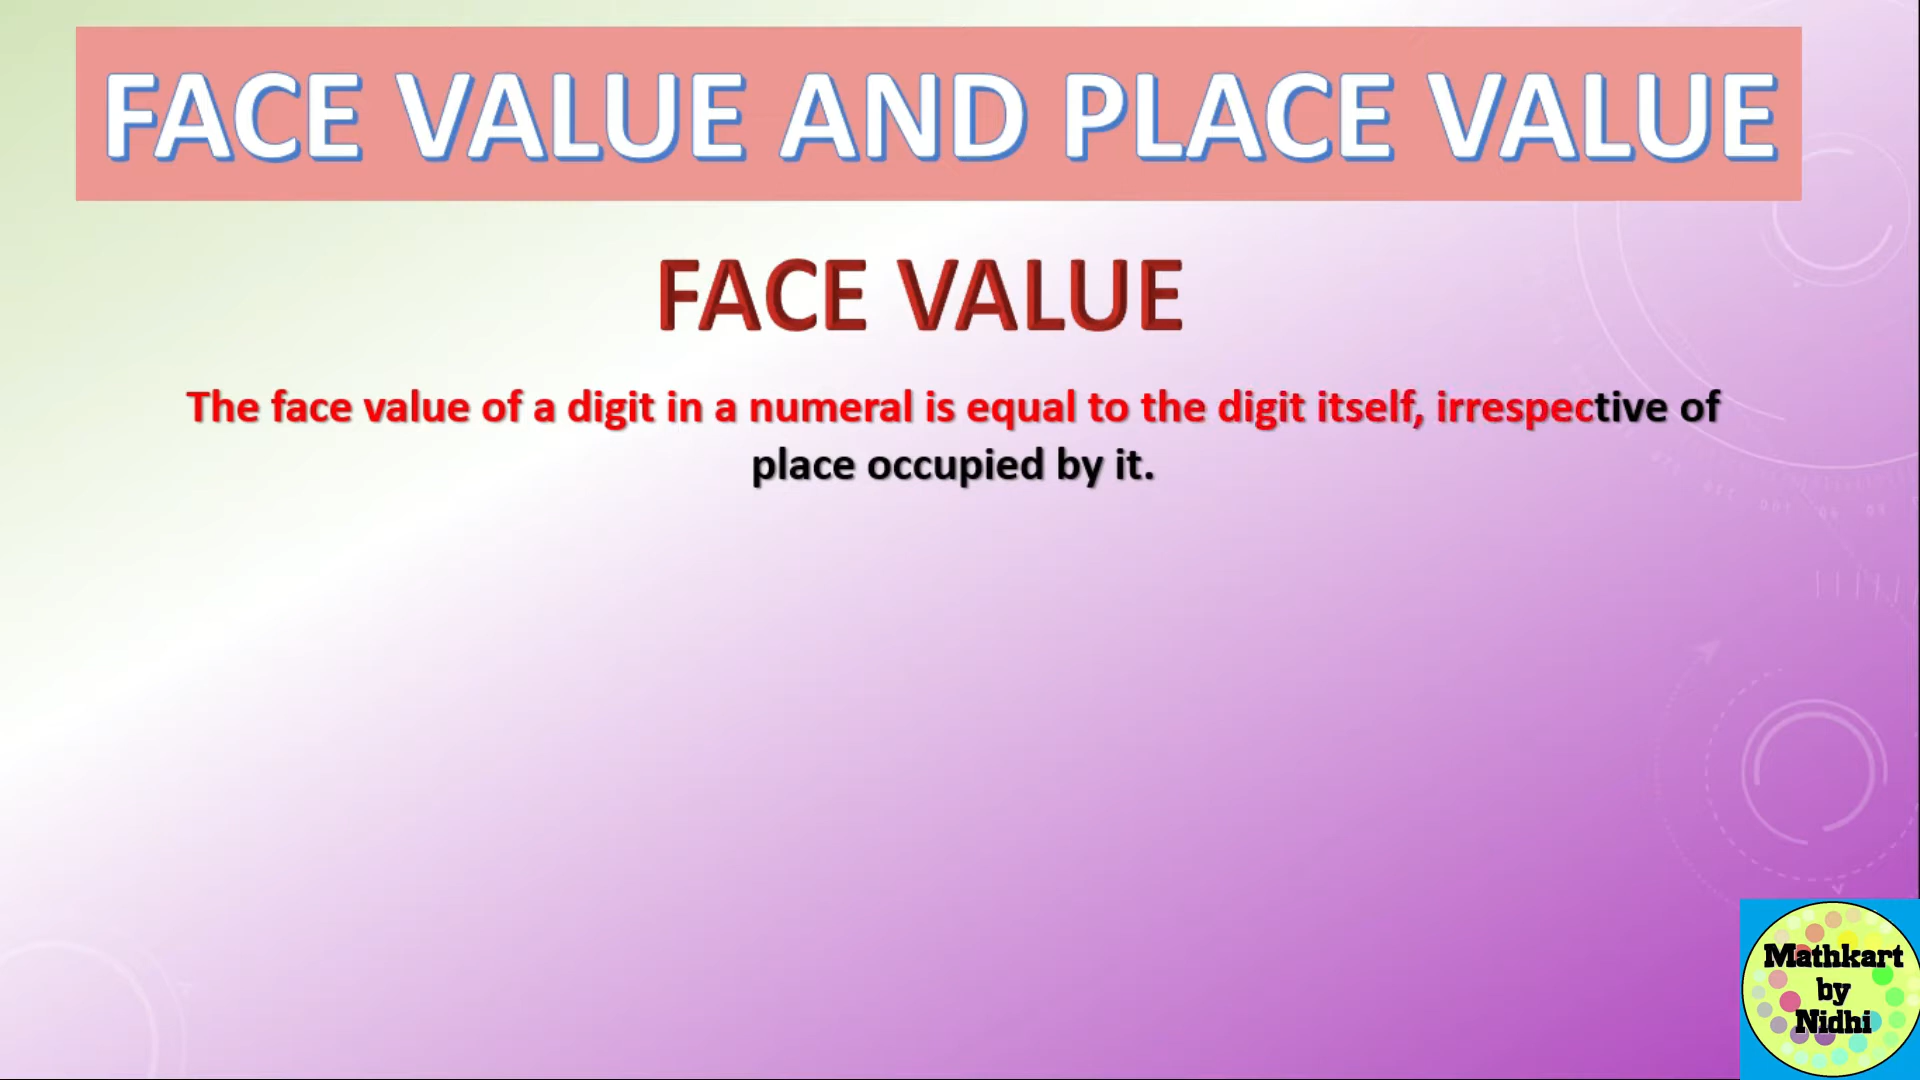 FACE VALUE AND PLACE VALUE
FACE VALUE
The face value of a digit in a numeral is equal to the digit itself, irrespective of
place occupied by it.
Mathkart
by
Nidhi